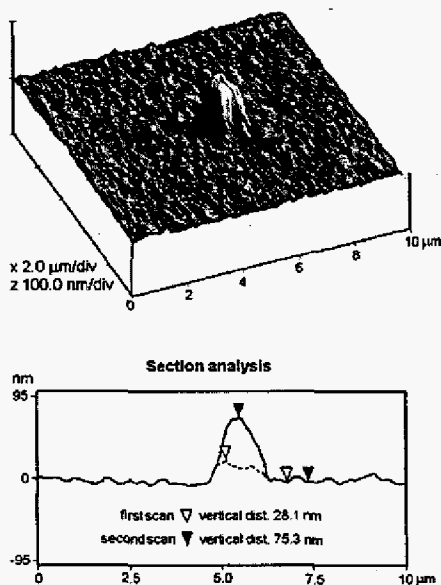 x 2.0 µm/div
z 100.0 nm/div
0
2
4
6
8
10 µm
Section analysis
nm
95
0
-95
first scan ▽ vertical dist. 28.1 nm
second scan ▼ vertical dist. 75.3 nm
0
2.5
5.0
7.5
10 µm